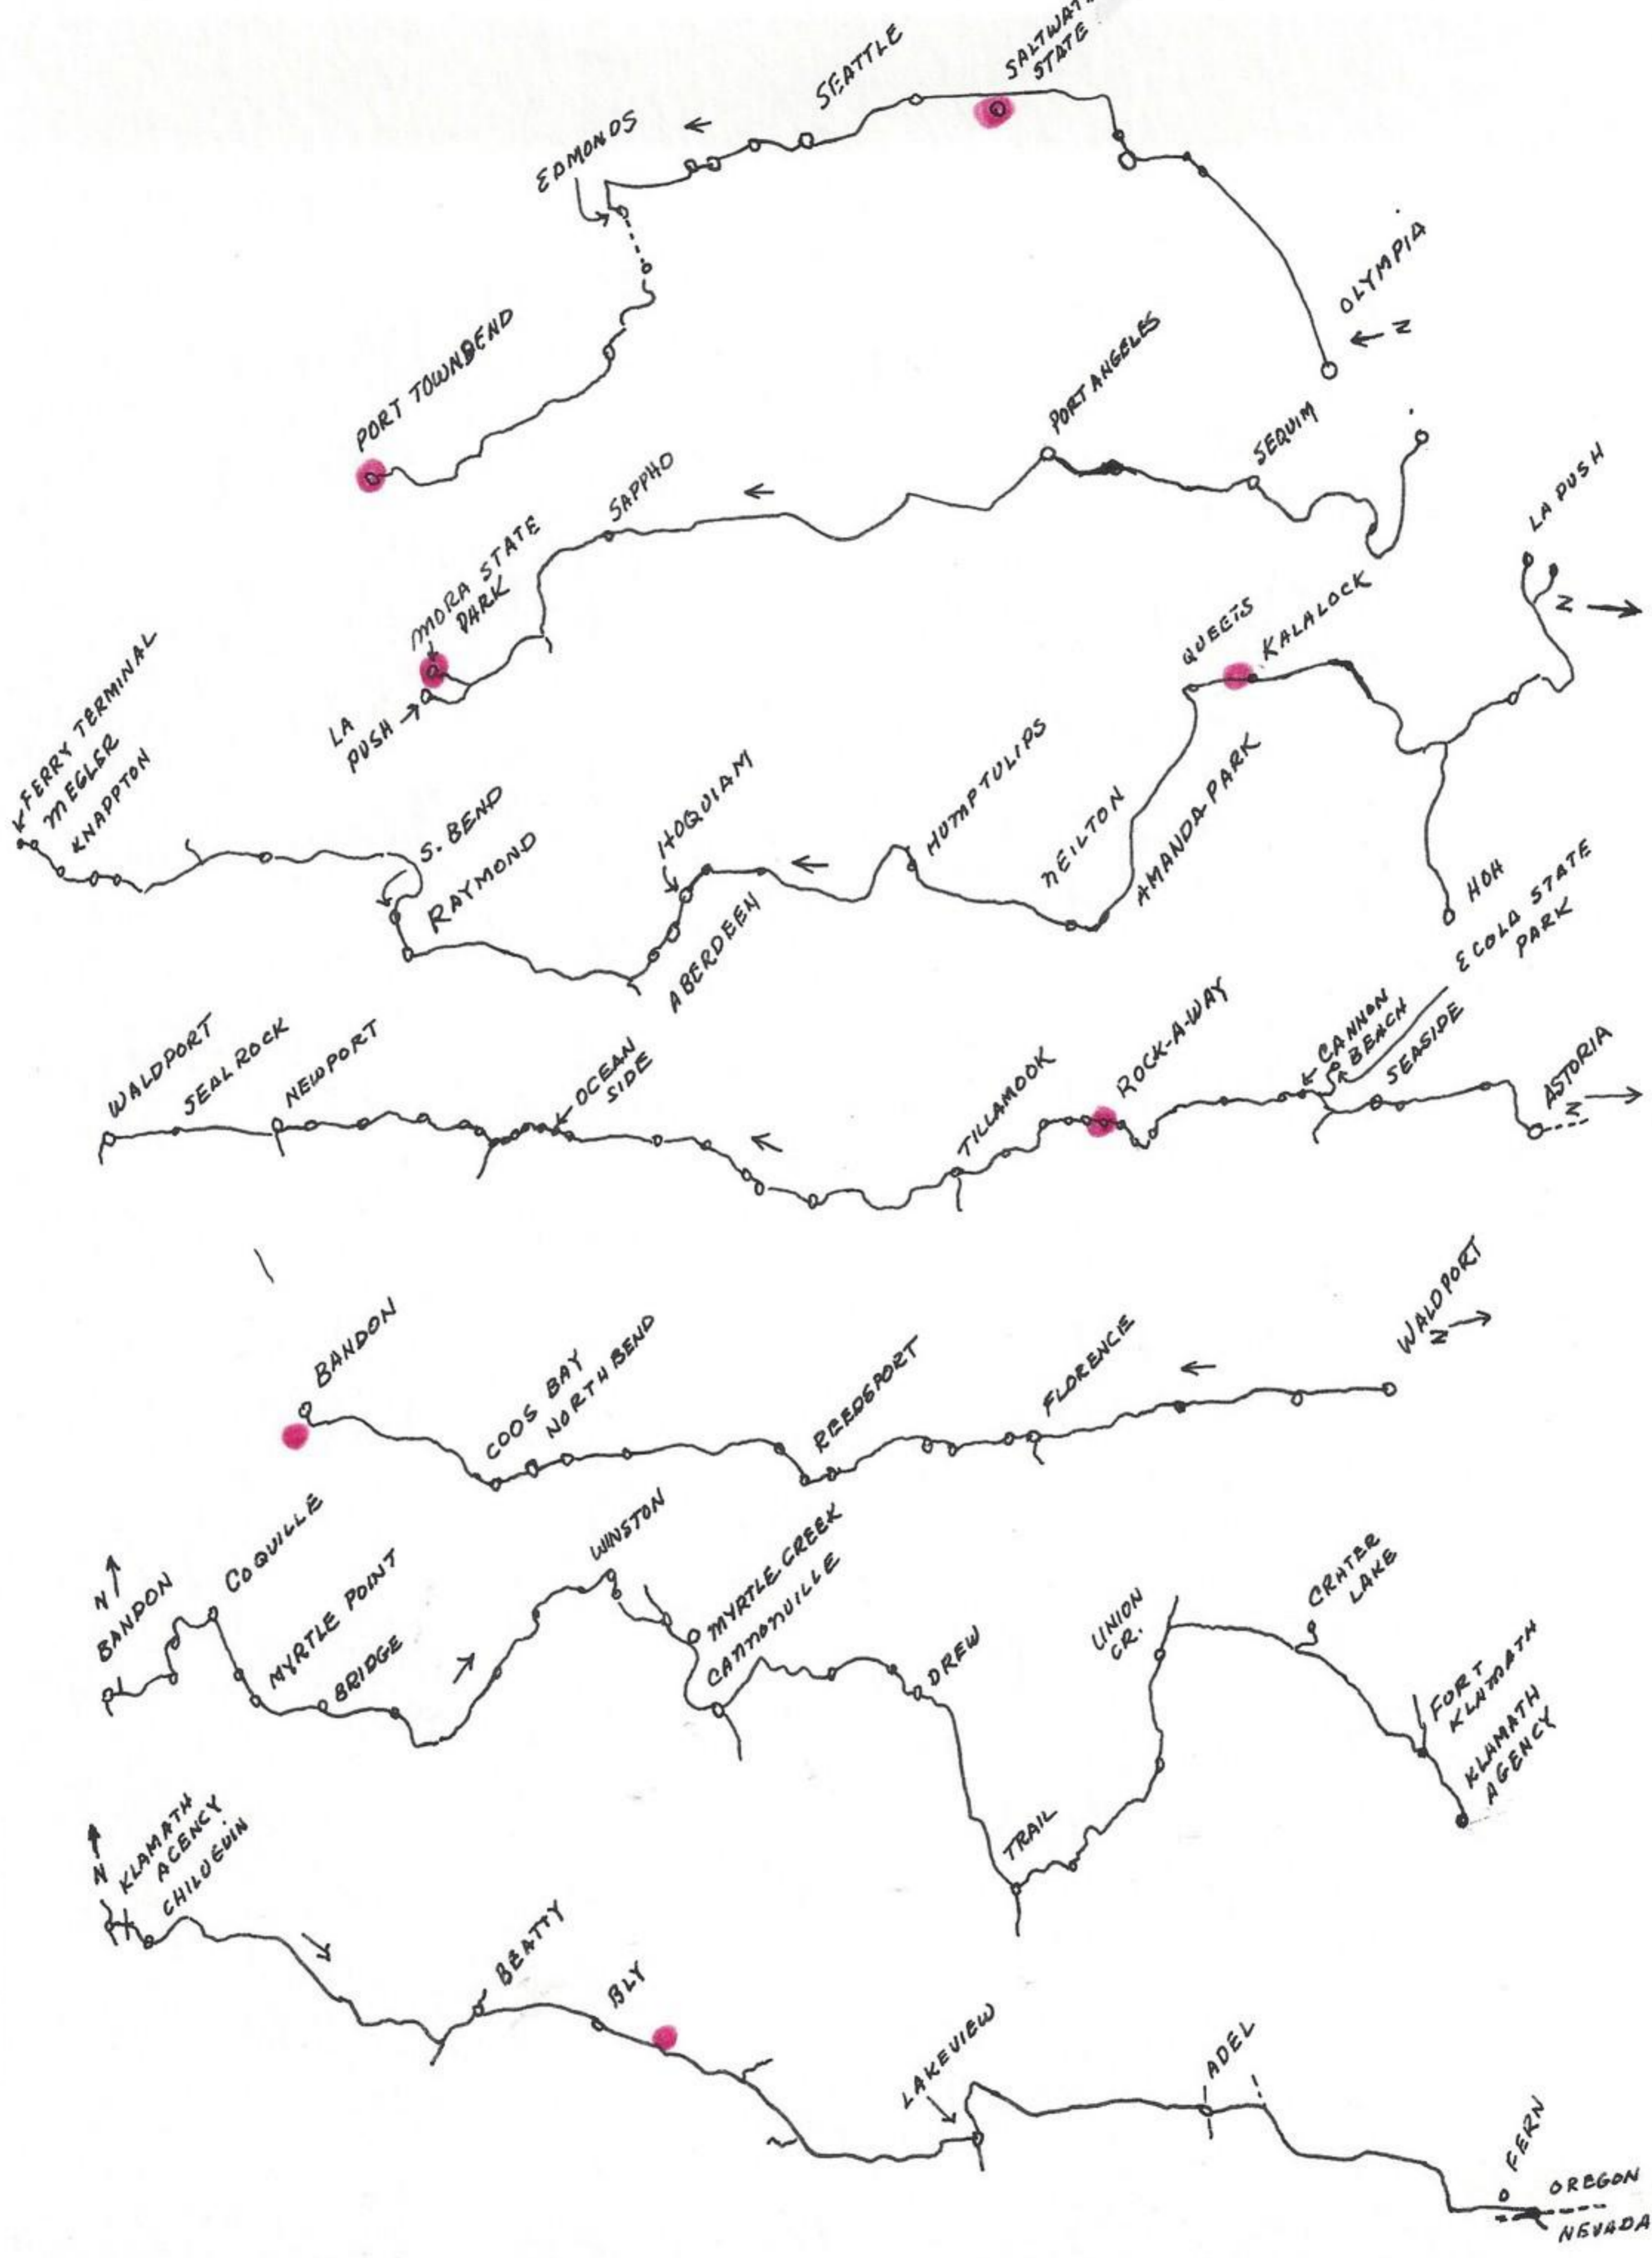 SALTWAT
STATE
SEATTLE
EDMONDS
OLYMPIA
N
PORT TOWNSEND
PORT ANGELES
SEQUIM
SAPPHO
MORA STATE
PARK
LA
PUSH
LA PUSH
N
QUEETS
KALALOCK
FERRY TERMINAL
MEGLER
KNAPPTON
S. BEND
RAYMOND
HOQUIAM
ABERDEEN
HUMPTULIPS
NEILTON
AMANDA PARK
HOH
ECOLA STATE
PARK
WALDPORT
SEAL ROCK
NEWPORT
OCEAN
SIDE
TILLAMOOK
ROCK-A-WAY
CANNON
BEACH
SEASIDE
ASTORIA
N
BANDON
COOS BAY
NORTH BEND
REEDSPORT
FLORENCE
WALDPORT
N
N
BANDON
COQUILLE
MYRTLE POINT
BRIDGE
WINSTON
MYRTLE CREEK
CANNONVILLE
DREW
TRAIL
UNION
CR.
CRATER
LAKE
FORT
KLAMATH
KLAMATH
AGENCY
N
KLAMATH
AGENCY
CHILOQUIN
BEATTY
BLY
LAKEVIEW
ADEL
FERN
OREGON
NEVADA